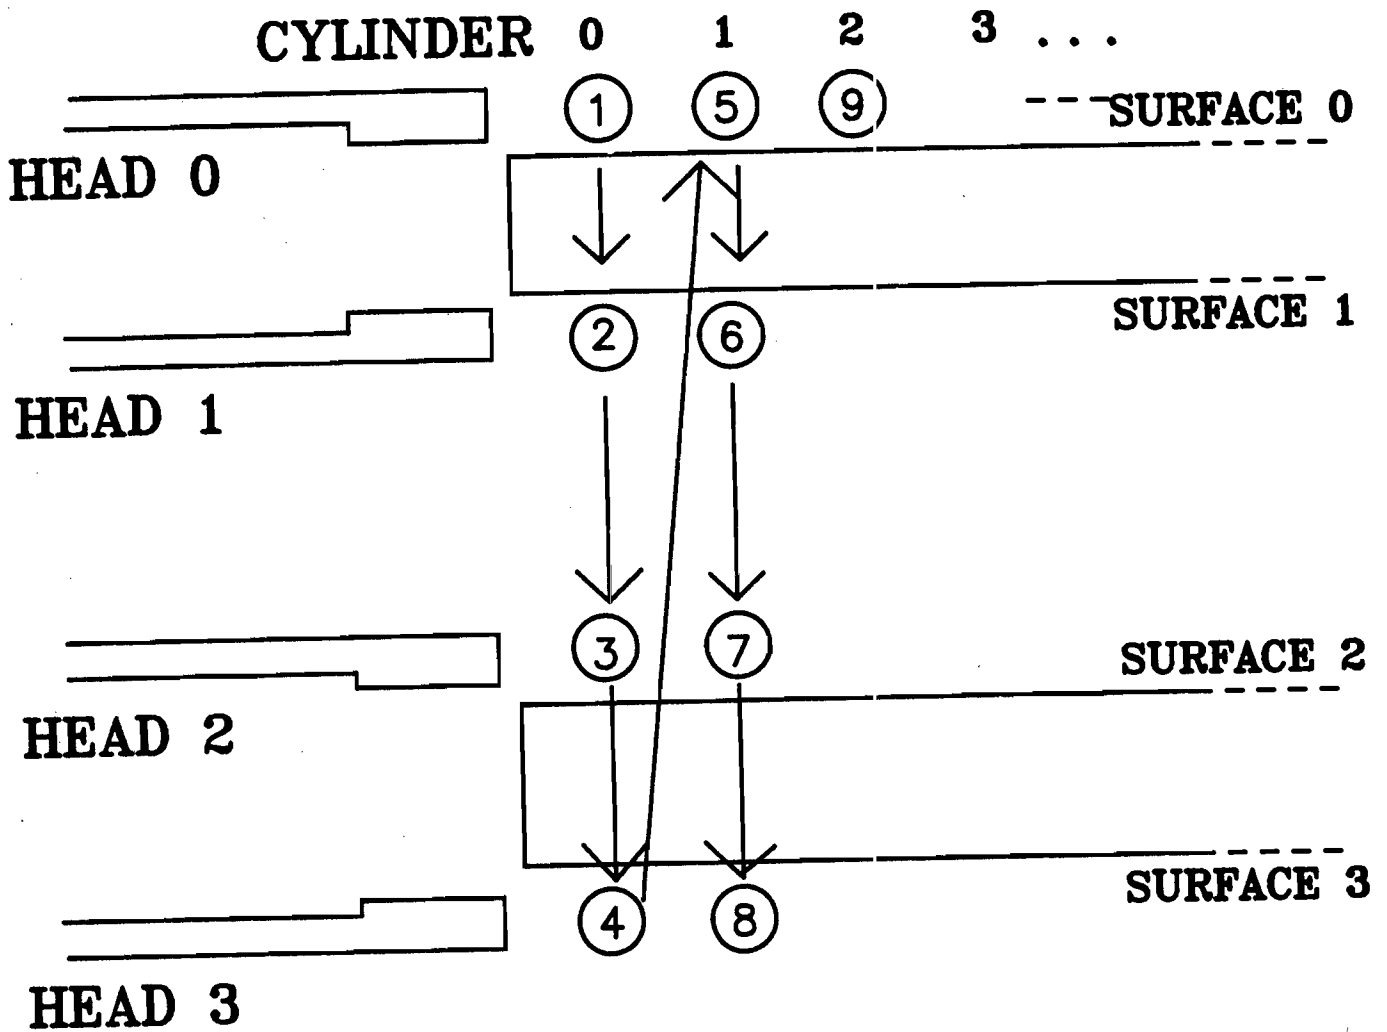 CYLINDER 0 1 2 3 . . .
1 5 9
SURFACE 0
HEAD 0
SURFACE 1
2 6
HEAD 1
3 7
SURFACE 2
HEAD 2
SURFACE 3
4 8
HEAD 3